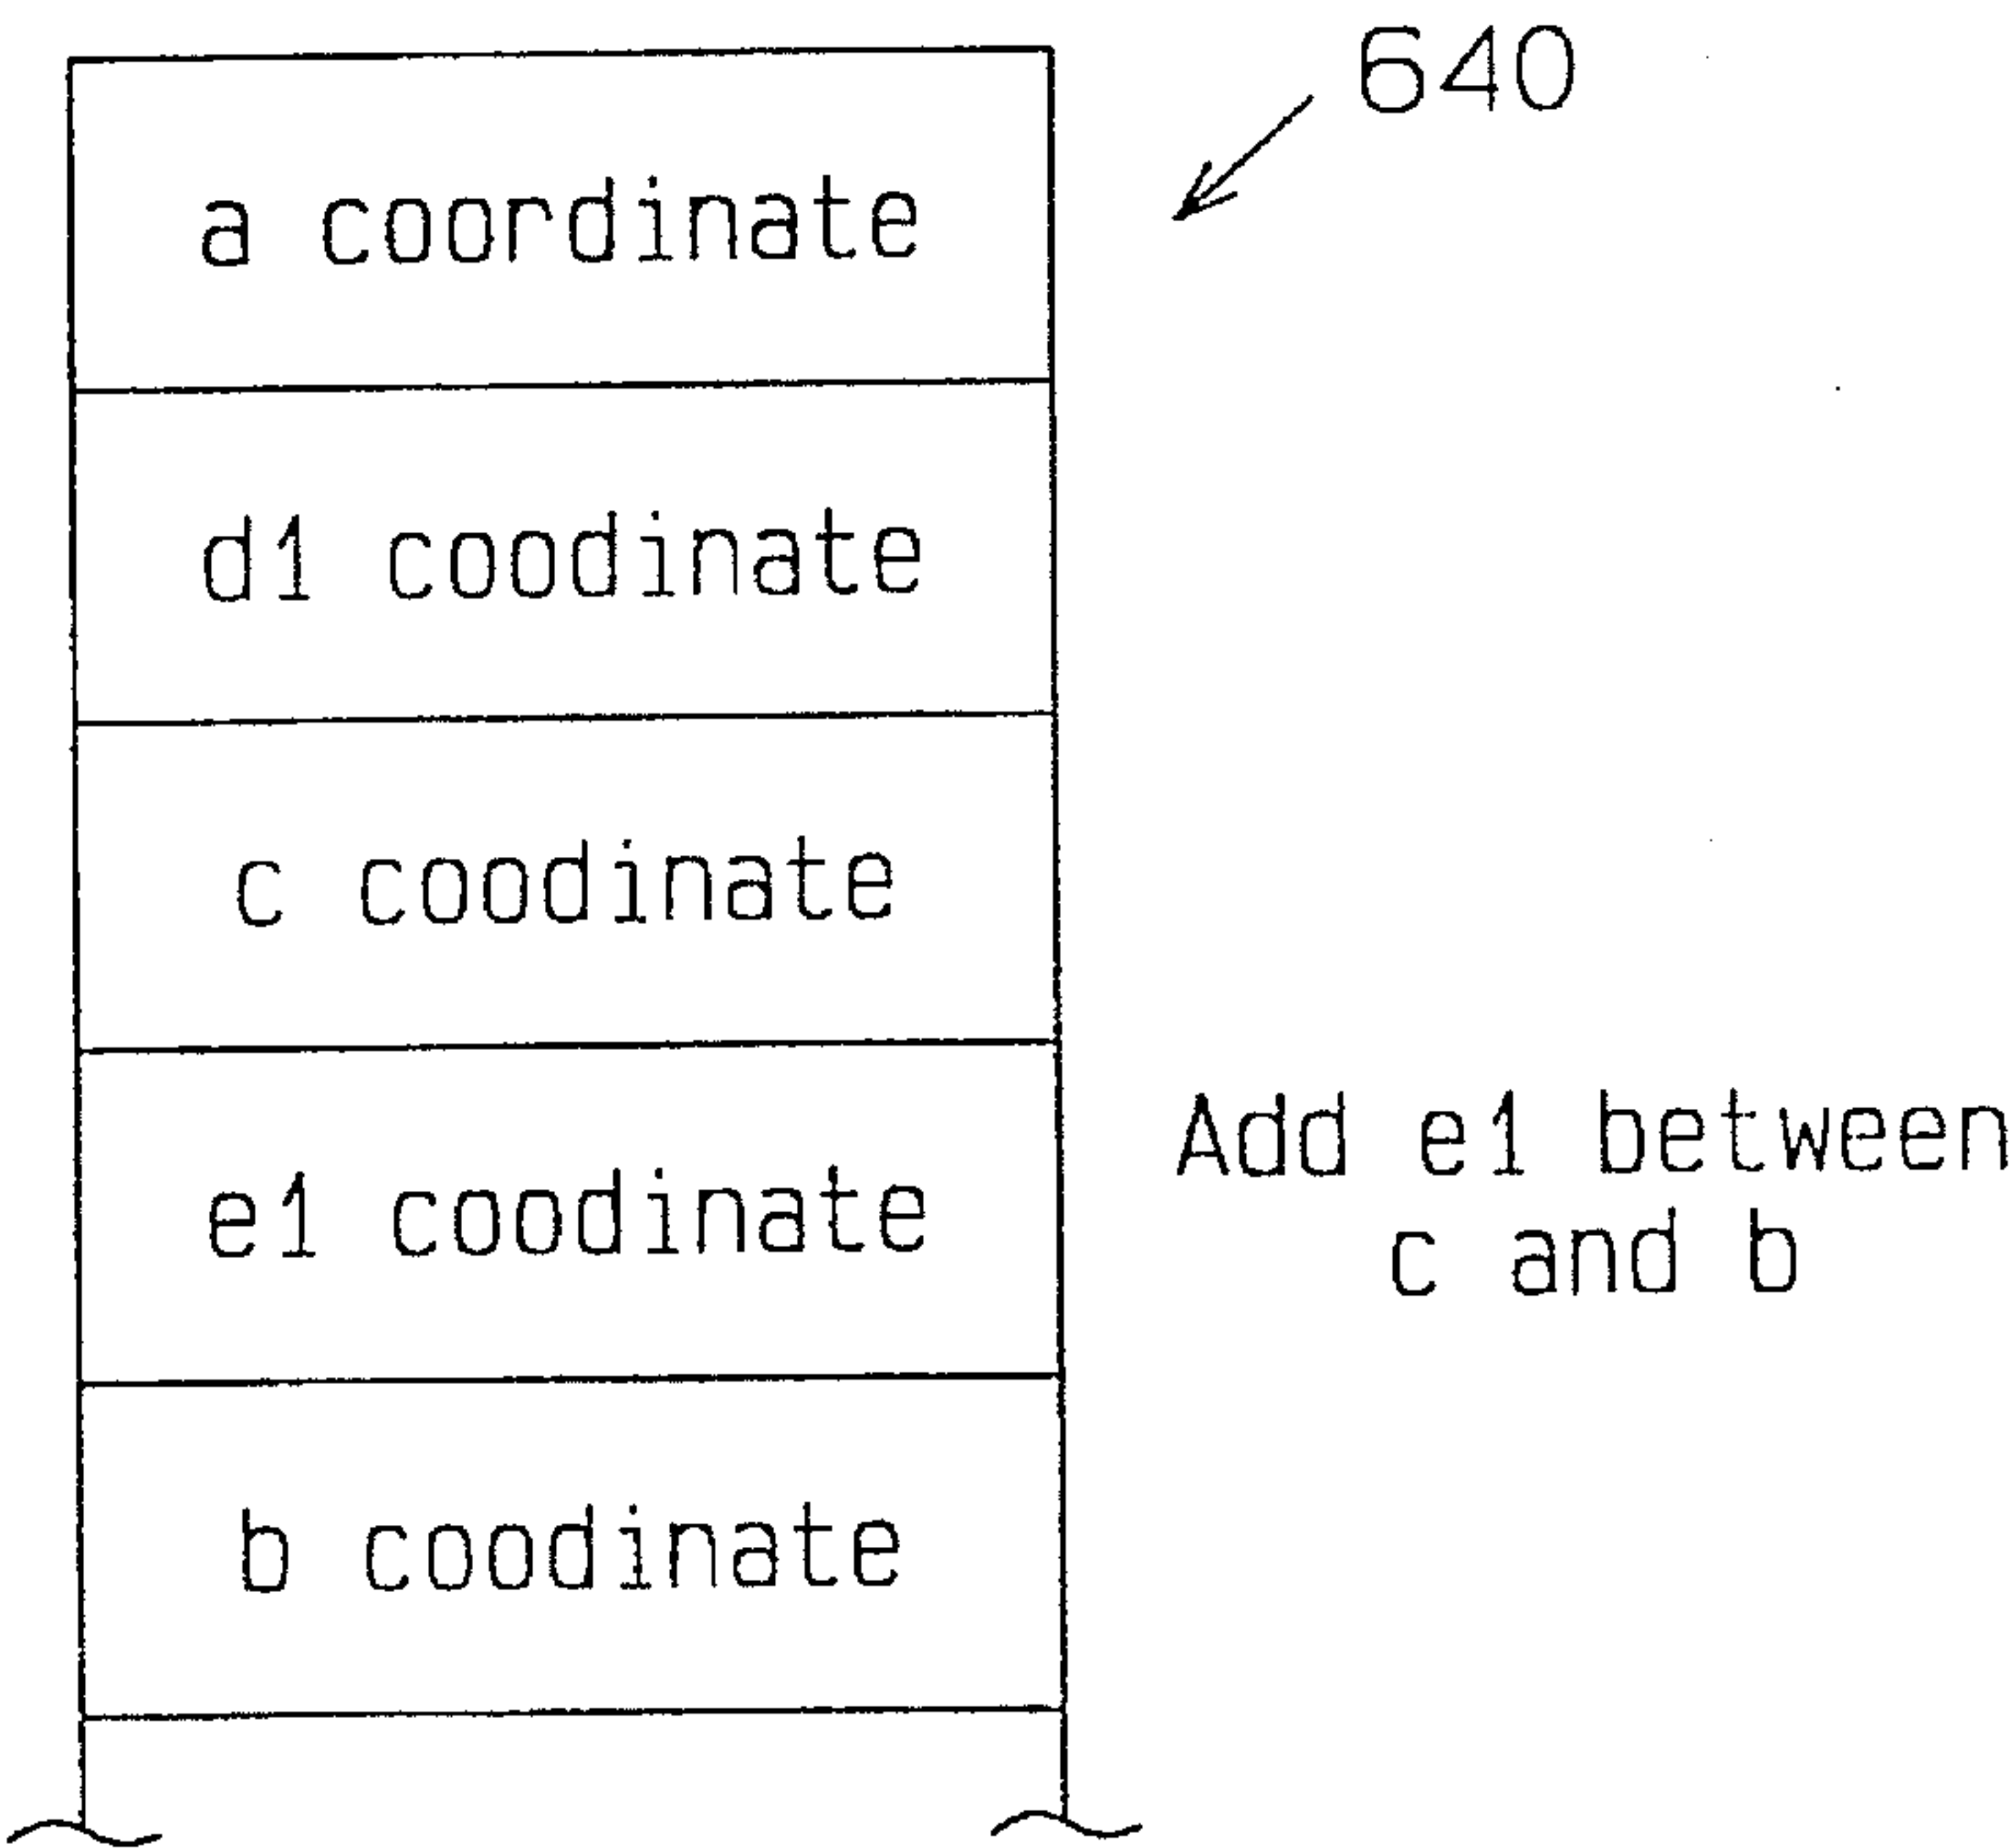 640
a coordinate
d1 coodinate
c coodinate
e1 coodinate
Add e1 between
c and b
b coodinate